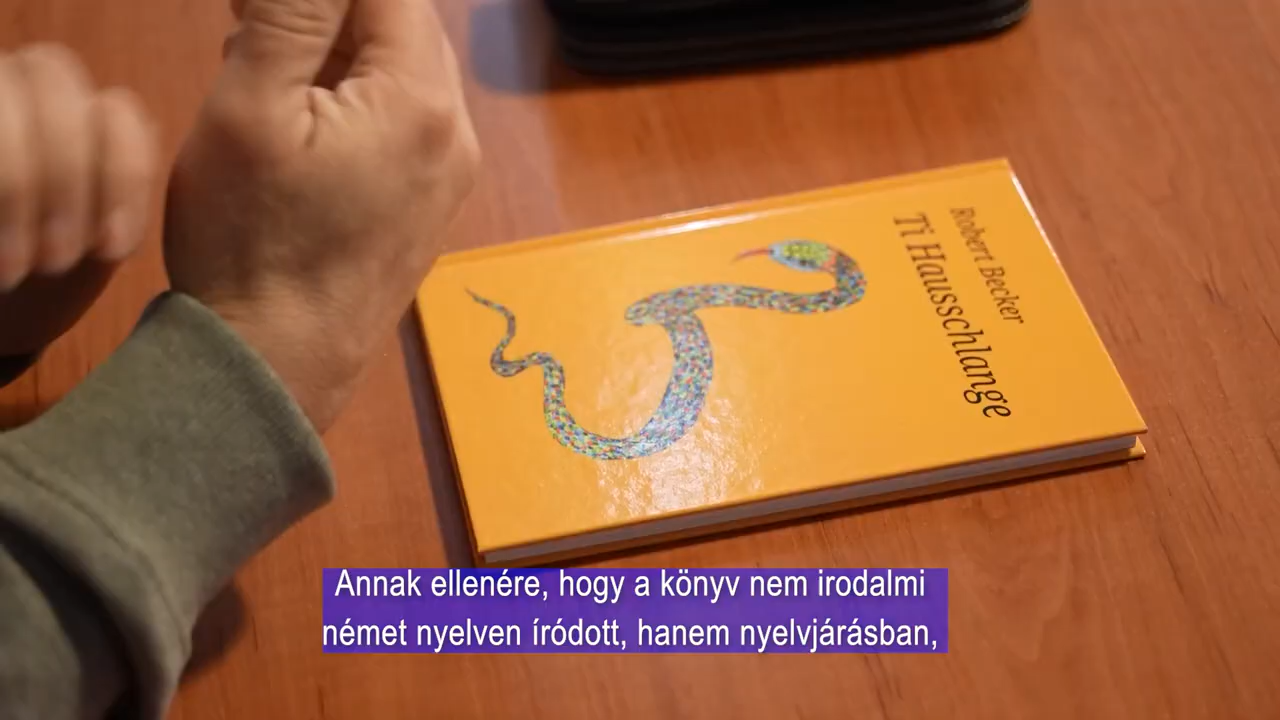 Robert Becker
Ti Hausschlange
Annak ellenére, hogy a könyv nem irodalmi
német nyelven íródott, hanem nyelvjárásban,